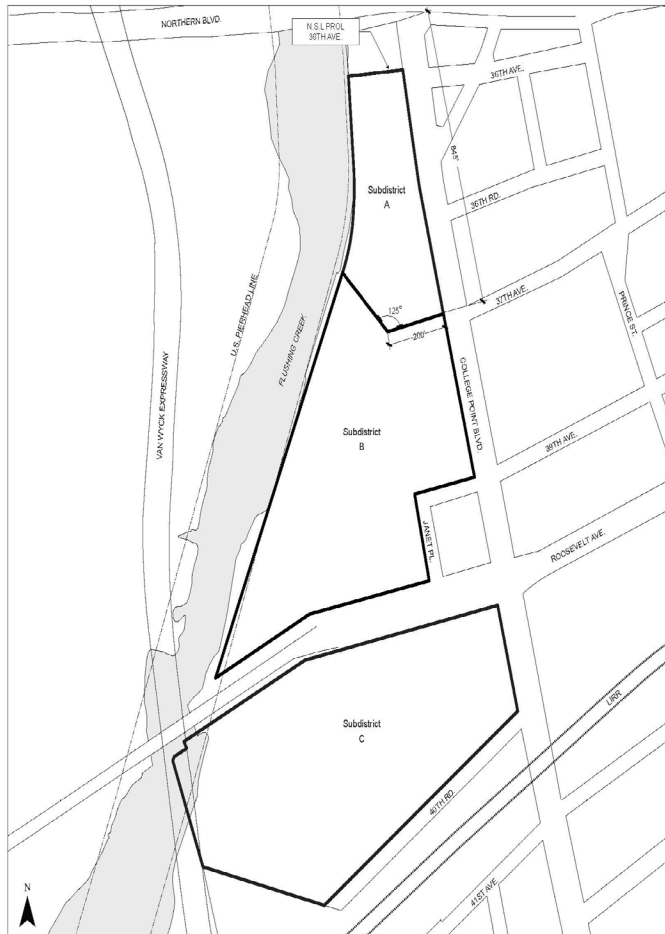 NORTHERN BLVD.
N.S.L PROL
36TH AVE.
36TH AVE.
845'
Subdistrict
A
36TH RD.
37TH AVE.
125°
200'
PRINCE ST.
U.S. PIERHEAD LINE
FLUSHING CREEK
VAN WYCK EXPRESSWAY
COLLEGE POINT BLVD.
Subdistrict
B
39TH AVE.
JANET PL.
ROOSEVELT AVE.
LIRR
Subdistrict
C
40TH RD.
41ST AVE.
N